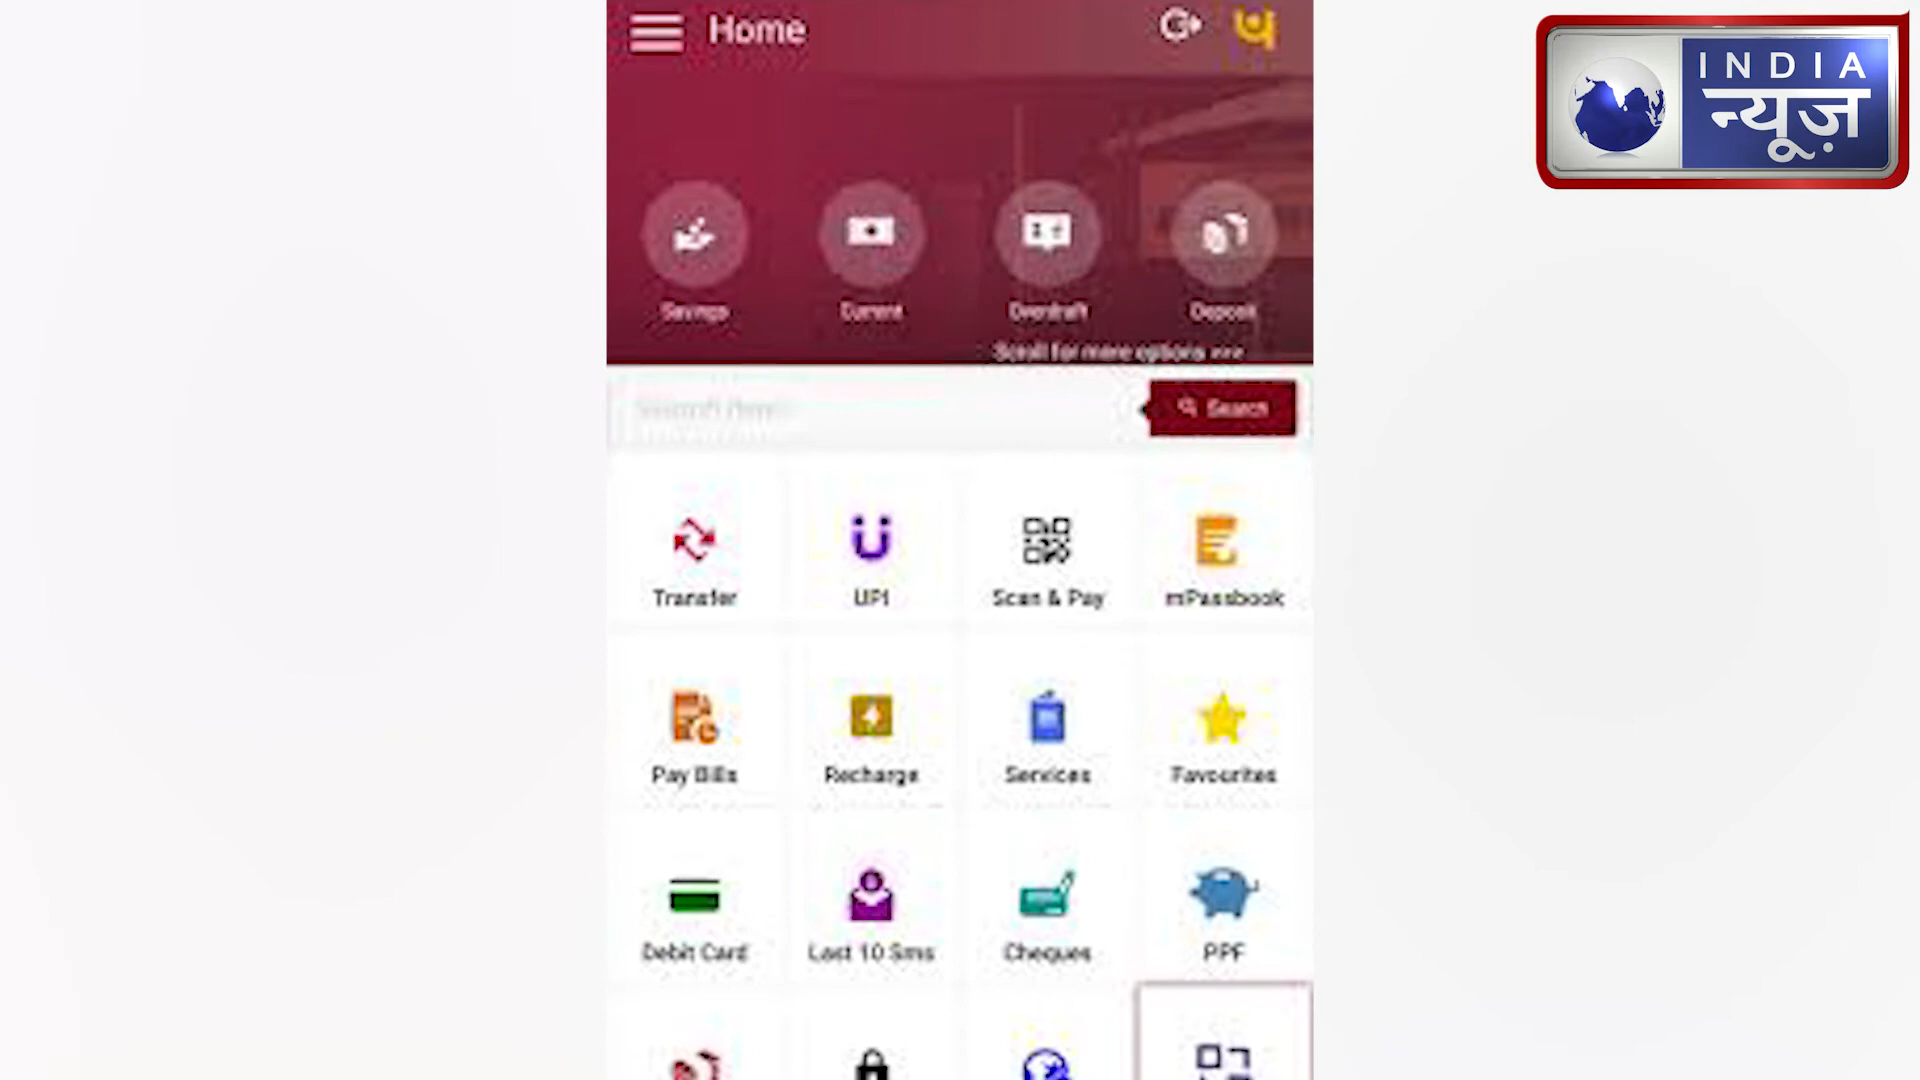 Home
INDIA
न्यूज़
Savings Current Overdraft Deposit
Scroll for more options >>>
Search
Transfer UPI Scan & Pay mPassbook
Pay Bills Recharge Services Favourites
Debit Card Last 10 Sms Cheques PPF